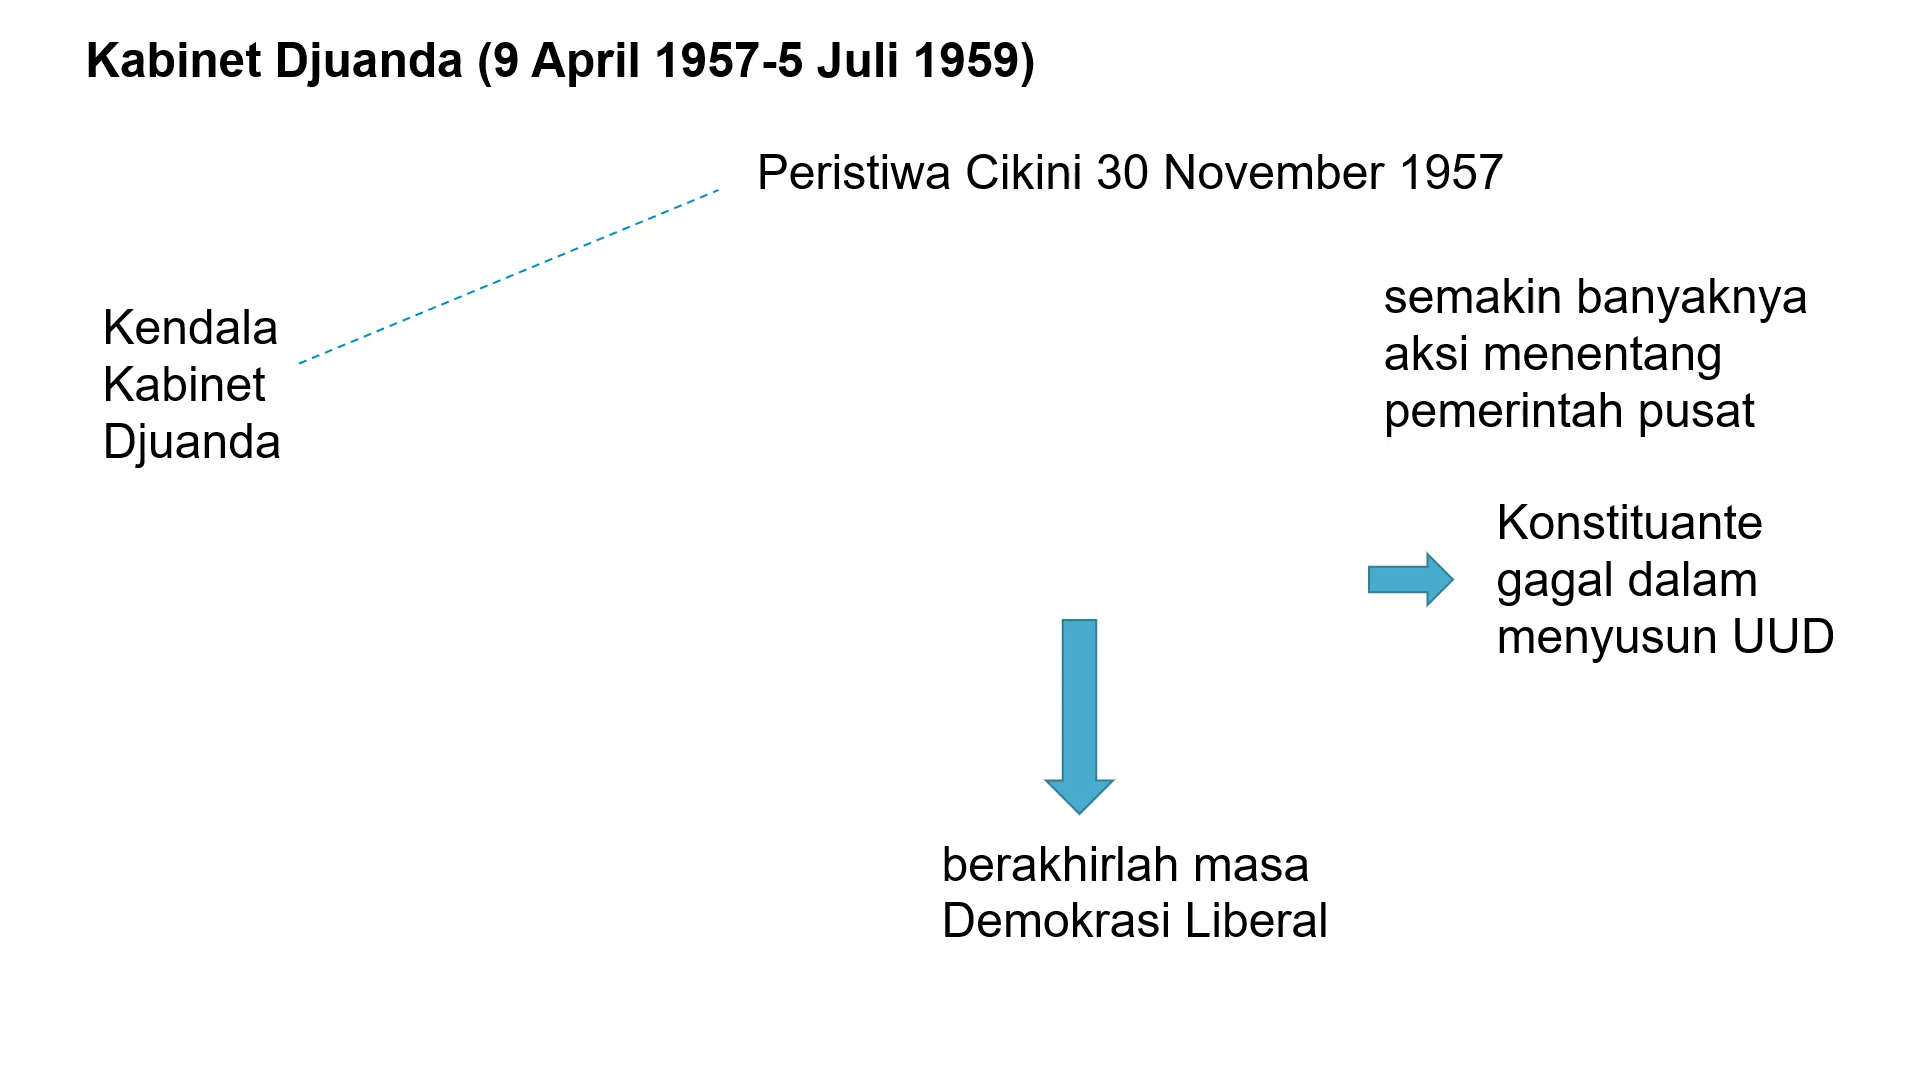 Kabinet Djuanda (9 April 1957-5 Juli 1959)
Peristiwa Cikini 30 November 1957
Kendala
Kabinet
Djuanda
semakin banyaknya
aksi menentang
pemerintah pusat
Konstituante
gagal dalam
menyusun UUD
berakhirlah masa
Demokrasi Liberal